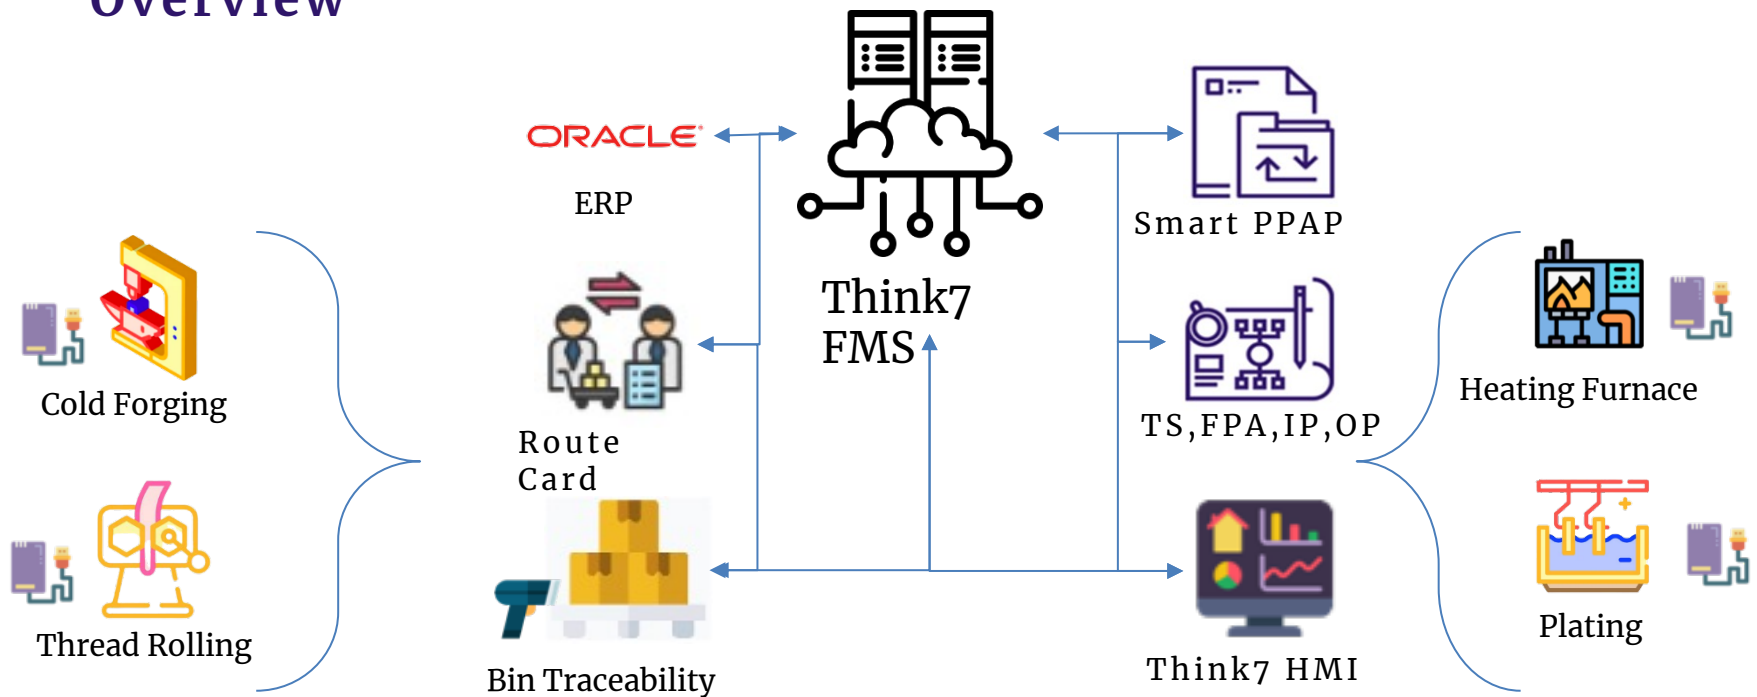 Overview
ORACLE
ERP
Smart PPAP
Think7
FMS
Cold Forging
Route
Card
TS,FPA,IP,OP
Heating Furnace
Thread Rolling
Bin Traceability
Think7 HMI
Plating